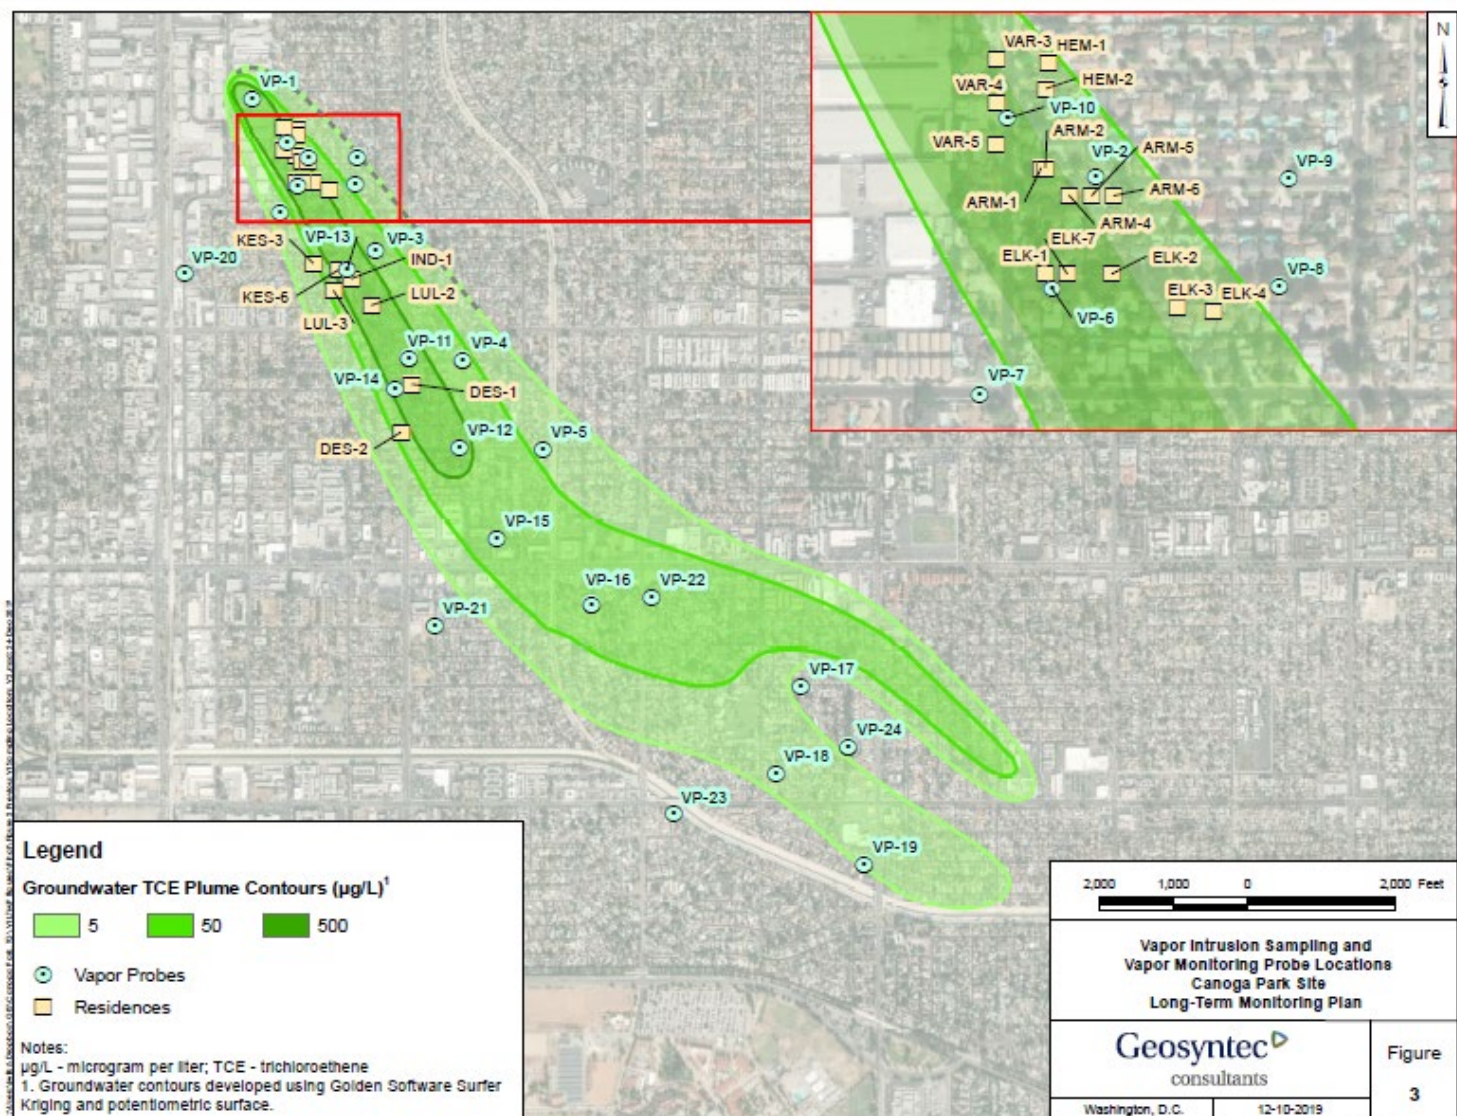 VP-1
KES-3
VP-13
VP-3
IND-1
VP-20
KES-6
LUL-2
LUL-3
VP-11
VP-4
VP-14
DES-1
DES-2
VP-12
VP-5
VP-15
VP-16
VP-22
VP-21
VP-17
VP-24
VP-18
VP-23
VP-19
VAR-3
HEM-1
VAR-4
HEM-2
VP-10
ARM-2
VAR-5
VP-2
ARM-5
VP-9
ARM-1
ARM-6
ARM-4
ELK-7
ELK-1
ELK-2
VP-8
ELK-3
ELK-4
VP-6
VP-7
N
Legend
Groundwater TCE Plume Contours (µg/L)¹
5 50 500
Vapor Probes
Residences
Notes:
µg/L - microgram per liter; TCE - trichloroethene
1. Groundwater contours developed using Golden Software Surfer
Kriging and potentiometric surface.
2,000 1,000 0 2,000 Feet
Vapor Intrusion Sampling and
Vapor Monitoring Probe Locations
Canoga Park Site
Long-Term Monitoring Plan
Geosyntec
consultants
Figure
3
Washington, D.C. 12-10-2019